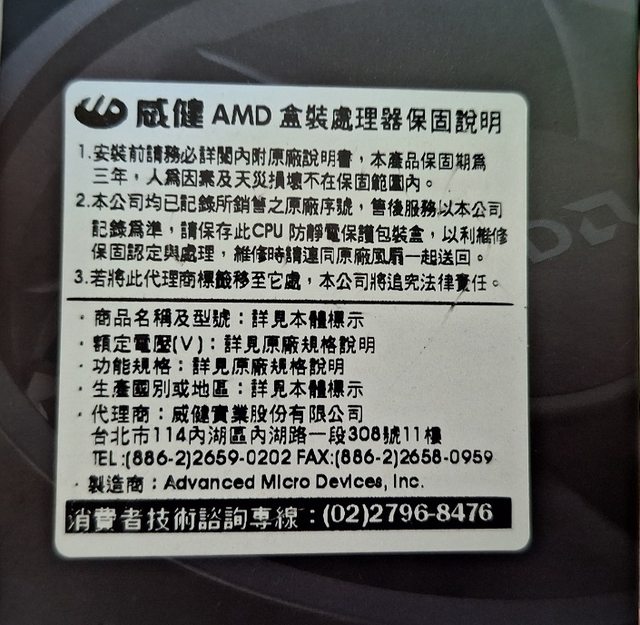 威健 AMD 盒裝處理器保固說明
1.安裝前請務必詳閱內附原廠說明書，本產品保固期為
三年，人為因素及天災損壞不在保固範圍內。
2.本公司均已記錄所銷售之原廠序號，售後服務以本公司
記錄為準，請保存此CPU 防靜電保護包裝盒，以利維修
保固認定與處理，維修時請連同原廠風扇一起送回。
3.若將此代理商標籤移至它處，本公司將追究法律責任。
·商品名稱及型號：詳見本體標示
·額定電壓(V)：詳見原廠規格說明
·功能規格：詳見原廠規格說明
·生產國別或地區：詳見本體標示
·代理商：威健實業股份有限公司
台北市114內湖區內湖路一段308號11樓
TEL:(886-2)2659-0202 FAX:(886-2)2658-0959
·製造商：Advanced Micro Devices, Inc.
消費者技術諮詢專線：(02)2796-8476